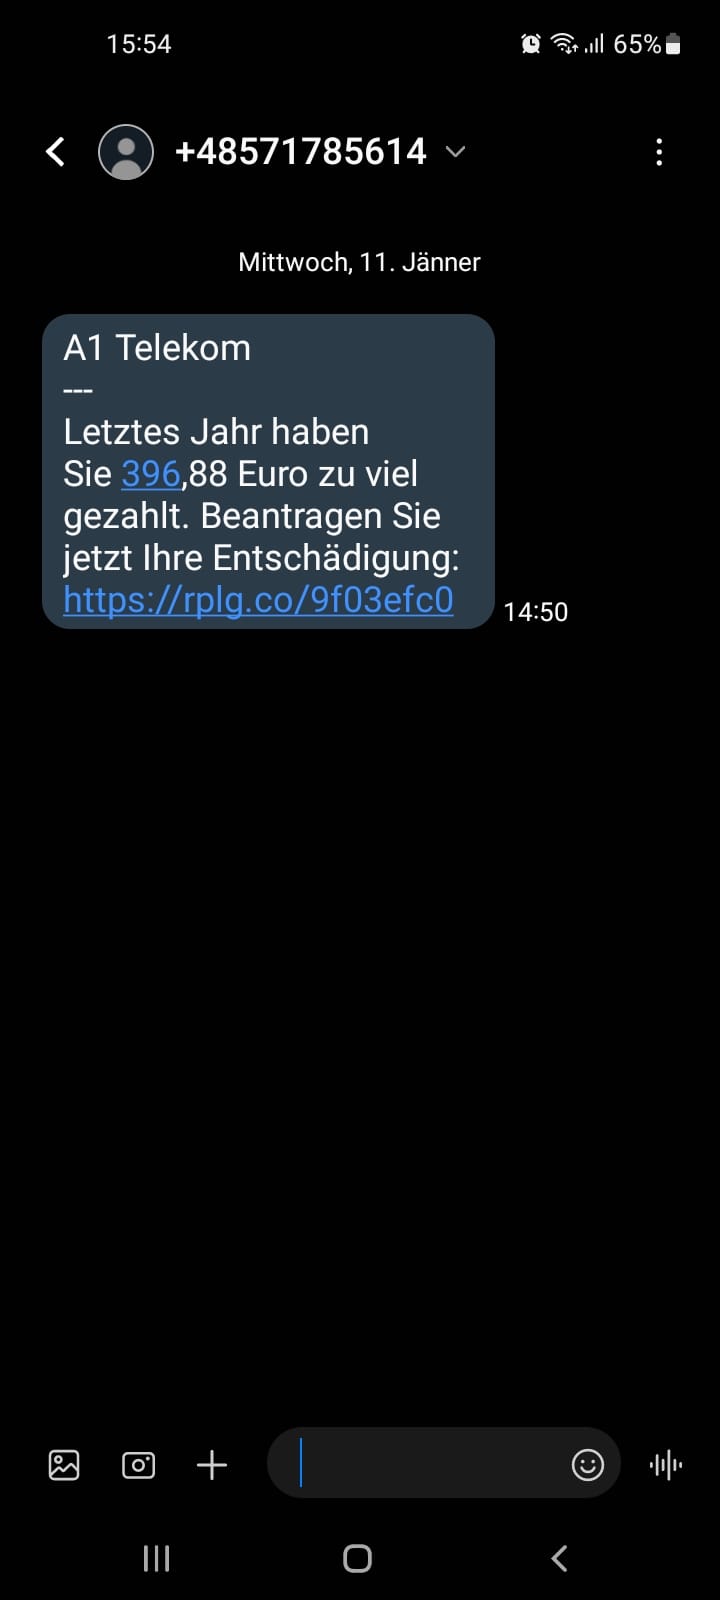 15:54 65%
+48571785614
Mittwoch, 11. Jänner
A1 Telekom
---
Letztes Jahr haben
Sie 396,88 Euro zu viel
gezahlt. Beantragen Sie
jetzt Ihre Entschädigung:
https://rplg.co/9f03efc0
14:50